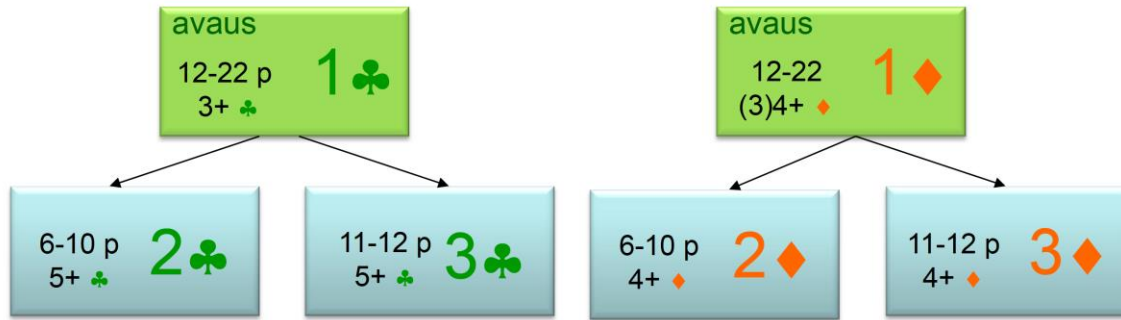 avaus
12-22 p
3+ ♣
1♣
avaus
12-22
(3)4+ ♦
1♦
6-10 p
5+ ♣
2♣
11-12 p
5+ ♣
3♣
6-10 p
4+ ♦
2♦
11-12 p
4+ ♦
3♦